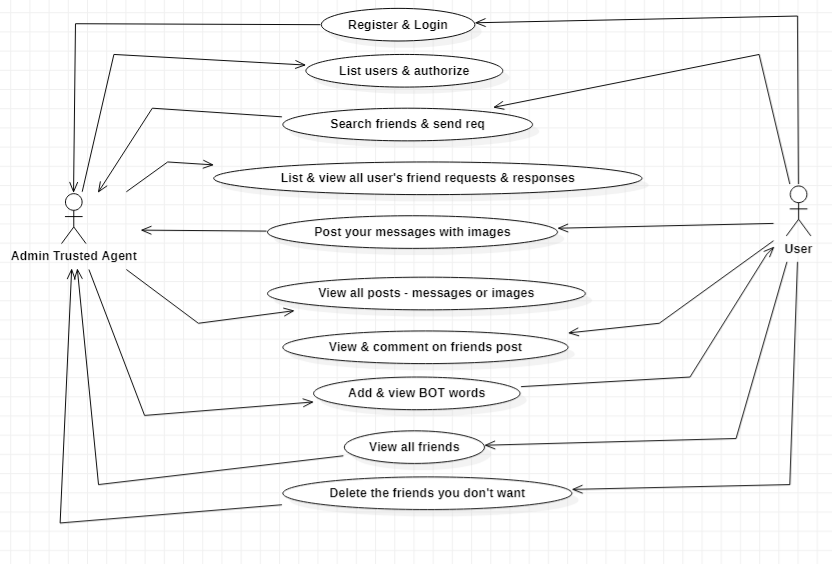 Register & Login
List users & authorize
Search friends & send req
List & view all user's friend requests & responses
Post your messages with images
Admin Trusted Agent
User
View all posts - messages or images
View & comment on friends post
Add & view BOT words
View all friends
Delete the friends you don't want